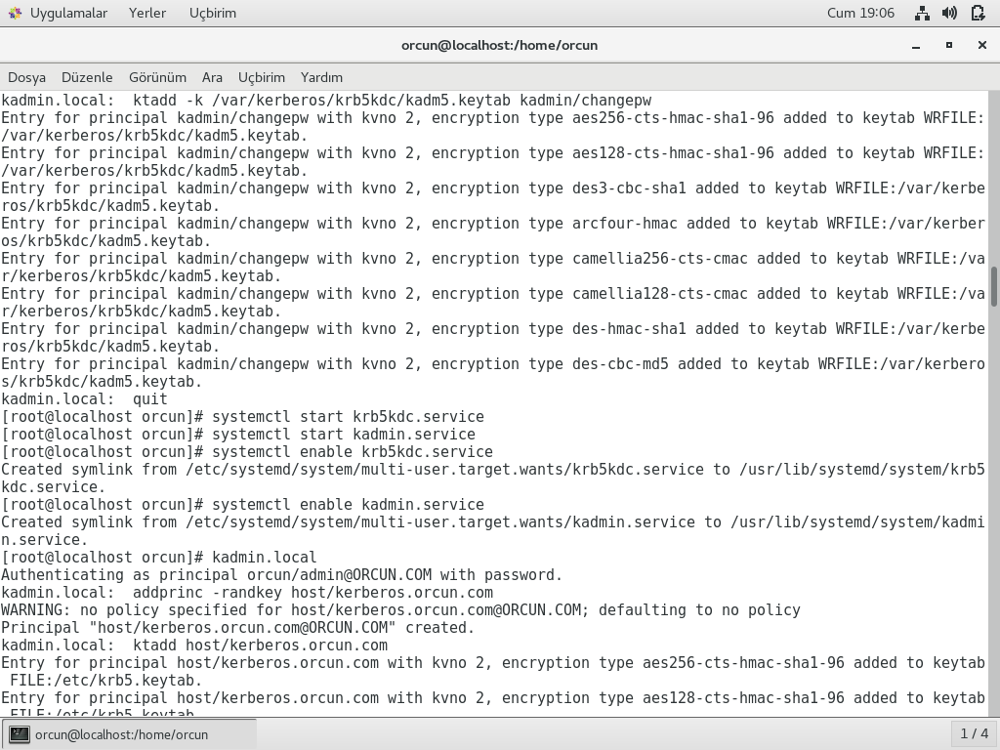 Uygulamalar Yerler Uçbirim Cum 19:06
orcun@localhost:/home/orcun
Dosya Düzenle Görünüm Ara Uçbirim Yardım
kadmin.local:  ktadd -k /var/kerberos/krb5kdc/kadm5.keytab kadmin/changepw
Entry for principal kadmin/changepw with kvno 2, encryption type aes256-cts-hmac-sha1-96 added to keytab WRFILE:
/var/kerberos/krb5kdc/kadm5.keytab.
Entry for principal kadmin/changepw with kvno 2, encryption type aes128-cts-hmac-sha1-96 added to keytab WRFILE:
/var/kerberos/krb5kdc/kadm5.keytab.
Entry for principal kadmin/changepw with kvno 2, encryption type des3-cbc-sha1 added to keytab WRFILE:/var/kerbe
ros/krb5kdc/kadm5.keytab.
Entry for principal kadmin/changepw with kvno 2, encryption type arcfour-hmac added to keytab WRFILE:/var/kerber
os/krb5kdc/kadm5.keytab.
Entry for principal kadmin/changepw with kvno 2, encryption type camellia256-cts-cmac added to keytab WRFILE:/va
r/kerberos/krb5kdc/kadm5.keytab.
Entry for principal kadmin/changepw with kvno 2, encryption type camellia128-cts-cmac added to keytab WRFILE:/va
r/kerberos/krb5kdc/kadm5.keytab.
Entry for principal kadmin/changepw with kvno 2, encryption type des-hmac-sha1 added to keytab WRFILE:/var/kerbe
ros/krb5kdc/kadm5.keytab.
Entry for principal kadmin/changepw with kvno 2, encryption type des-cbc-md5 added to keytab WRFILE:/var/kerbero
s/krb5kdc/kadm5.keytab.
kadmin.local:  quit
[root@localhost orcun]# systemctl start krb5kdc.service
[root@localhost orcun]# systemctl start kadmin.service
[root@localhost orcun]# systemctl enable krb5kdc.service
Created symlink from /etc/systemd/system/multi-user.target.wants/krb5kdc.service to /usr/lib/systemd/system/krb5
kdc.service.
[root@localhost orcun]# systemctl enable kadmin.service
Created symlink from /etc/systemd/system/multi-user.target.wants/kadmin.service to /usr/lib/systemd/system/kadmi
n.service.
[root@localhost orcun]# kadmin.local
Authenticating as principal orcun/admin@ORCUN.COM with password.
kadmin.local:  addprinc -randkey host/kerberos.orcun.com
WARNING: no policy specified for host/kerberos.orcun.com@ORCUN.COM; defaulting to no policy
Principal "host/kerberos.orcun.com@ORCUN.COM" created.
kadmin.local:  ktadd host/kerberos.orcun.com
Entry for principal host/kerberos.orcun.com with kvno 2, encryption type aes256-cts-hmac-sha1-96 added to keytab
 FILE:/etc/krb5.keytab.
Entry for principal host/kerberos.orcun.com with kvno 2, encryption type aes128-cts-hmac-sha1-96 added to keytab
 FILE:/etc/krb5.keytab.
orcun@localhost:/home/orcun 1 / 4